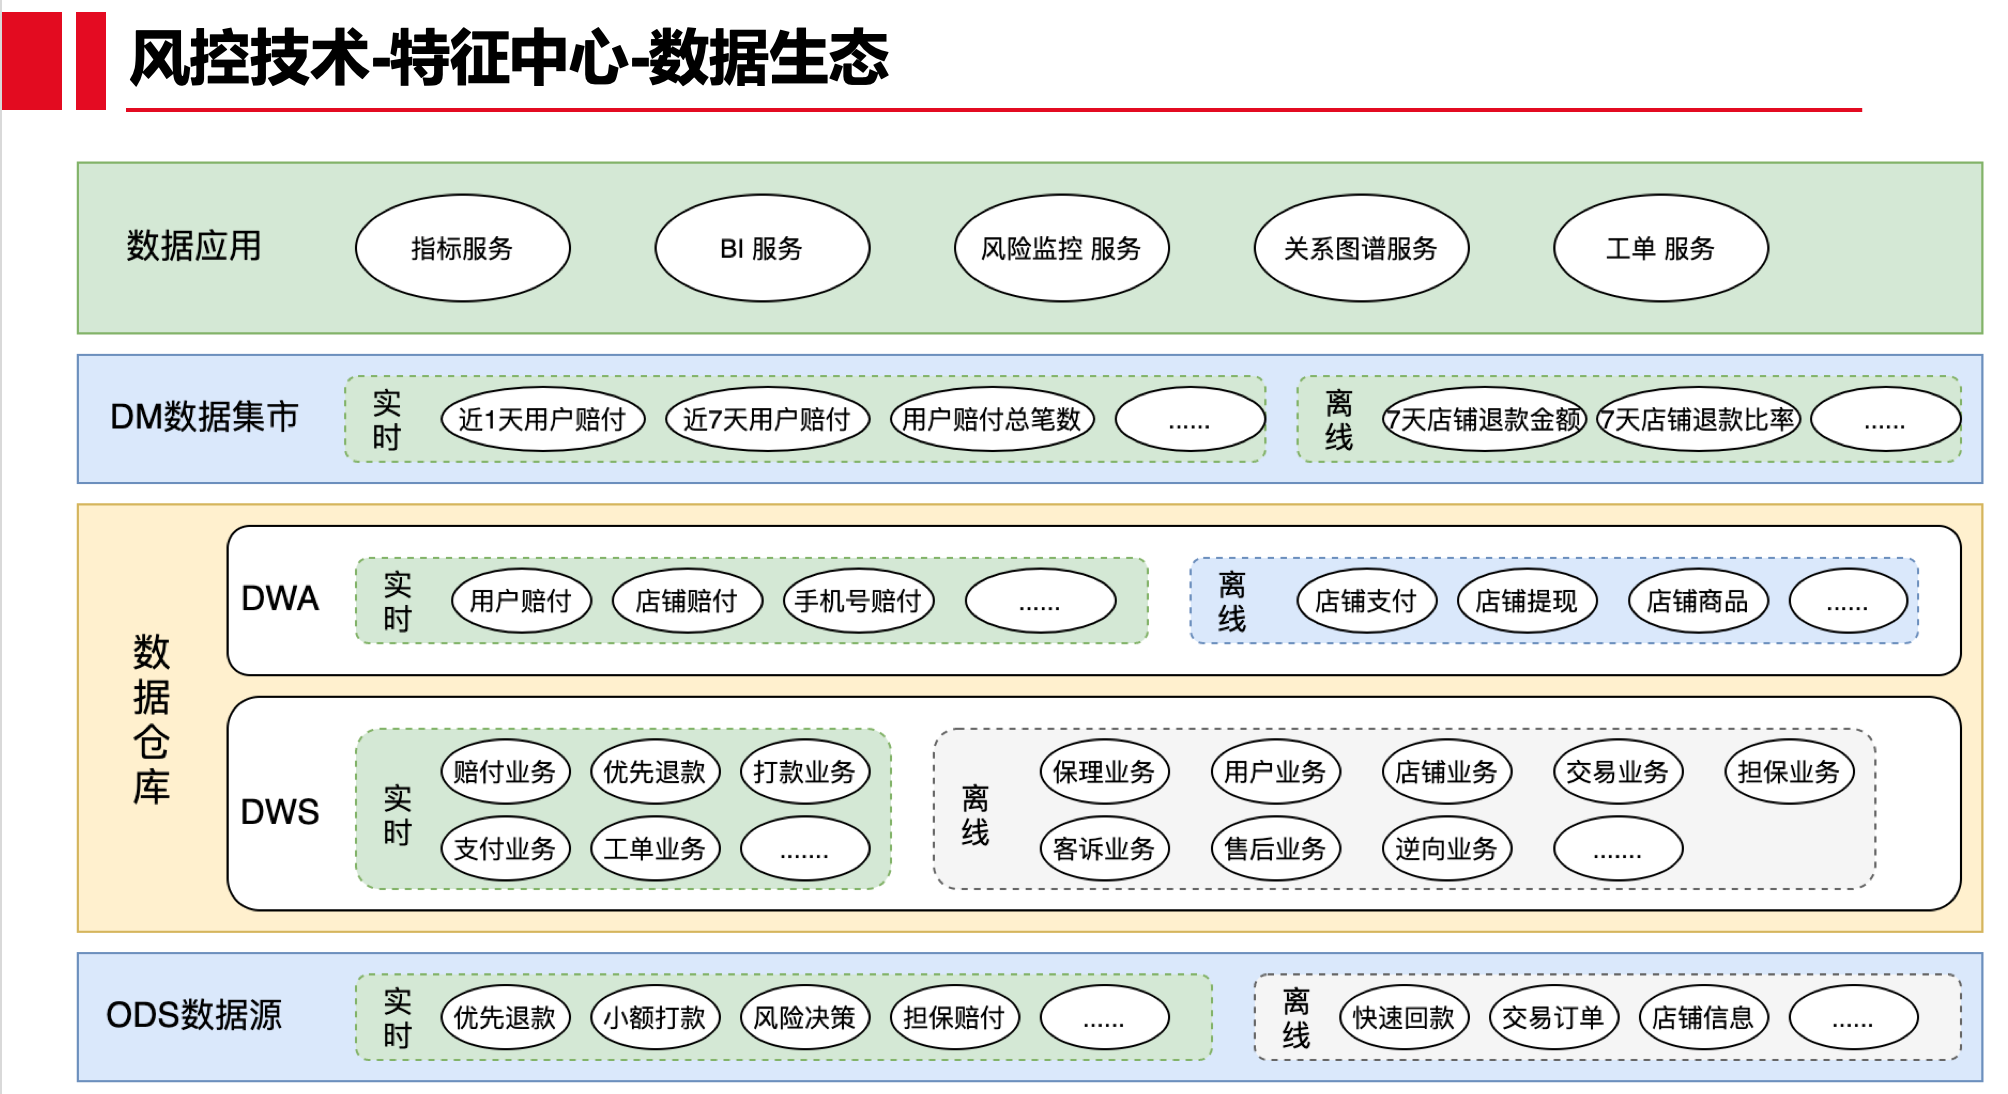 风控技术-特征中心-数据生态
数据应用
指标服务
BI 服务
风险监控 服务
关系图谱服务
工单 服务
DM数据集市
实时
近1天用户赔付
近7天用户赔付
用户赔付总笔数
......
离线
7天店铺退款金额
7天店铺退款比率
......
数据仓库
DWA
实时
用户赔付
店铺赔付
手机号赔付
......
离线
店铺支付
店铺提现
店铺商品
......
DWS
实时
赔付业务
优先退款
打款业务
支付业务
工单业务
.......
离线
保理业务
用户业务
店铺业务
交易业务
担保业务
客诉业务
售后业务
逆向业务
.......
ODS数据源
实时
优先退款
小额打款
风险决策
担保赔付
......
离线
快速回款
交易订单
店铺信息
......